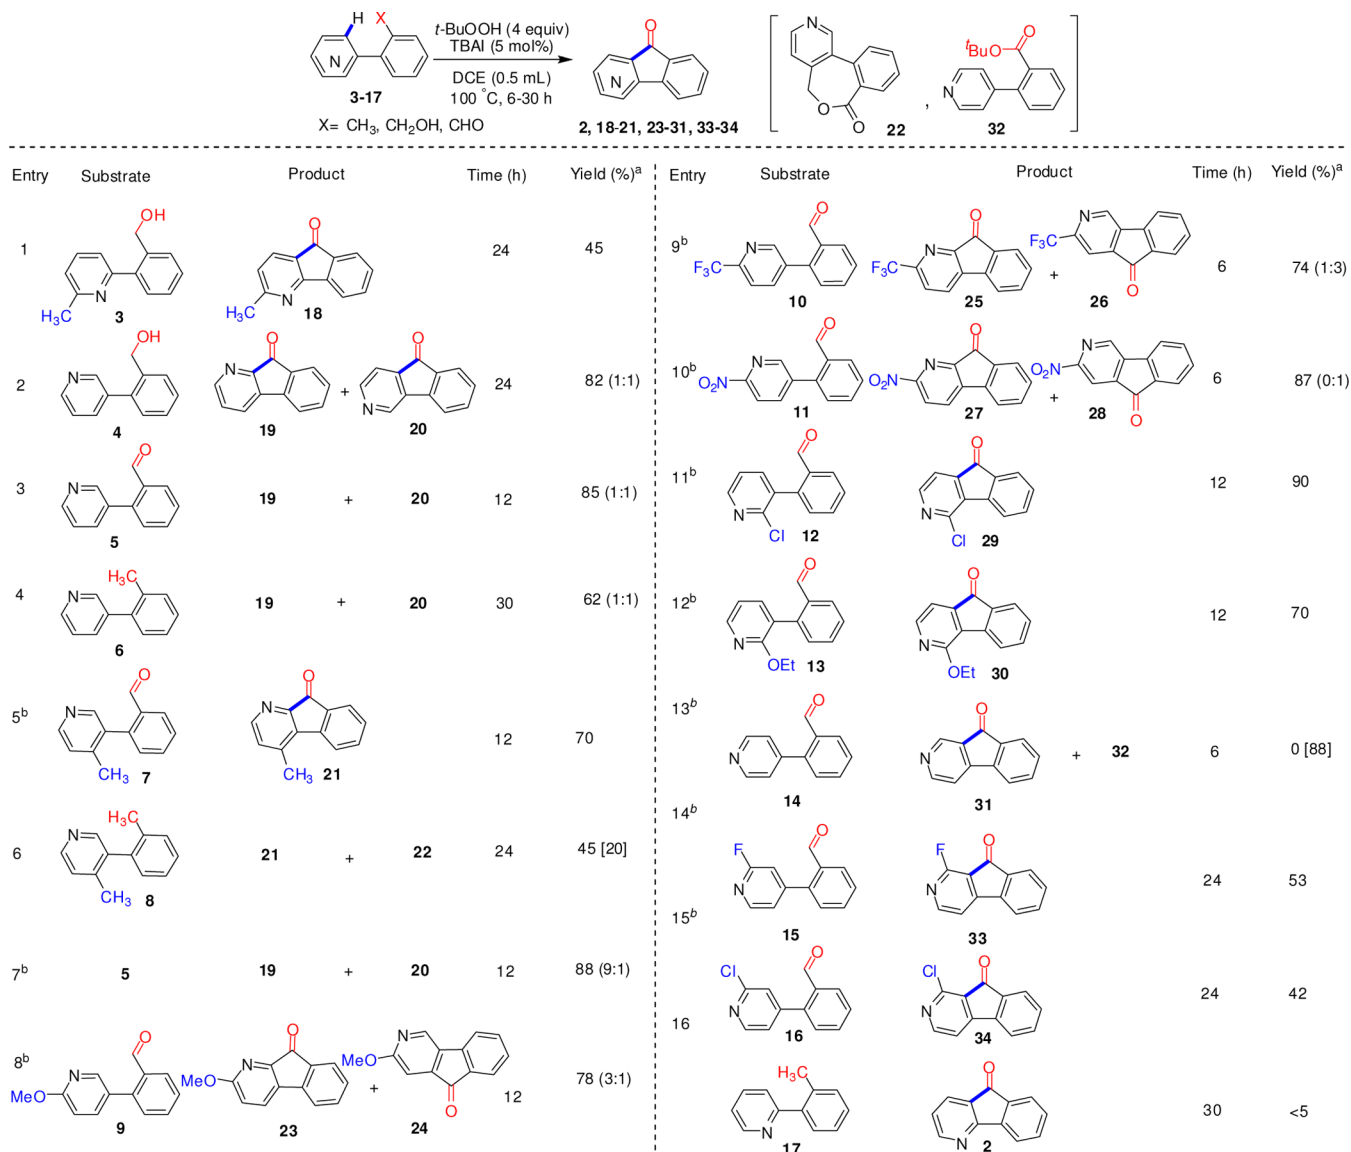 H X
N
3-17
X= CH₃, CH₂OH, CHO
t-BuOOH (4 equiv)
TBAI (5 mol%)
DCE (0.5 mL)
100 °C, 6-30 h
O
N
2, 18-21, 23-31, 33-34
N
O
O
22
,
ᵗBuO O
N
32
Entry Substrate Product Time (h) Yield (%)ᵃ
1
OH
N
H₃C 3
O
N
H₃C 18
24 45
2
OH
N
4
O
N
19
+
O
N
20
24 82 (1:1)
3
O
N
5
19 + 20 12 85 (1:1)
4
H₃C
N
6
19 + 20 30 62 (1:1)
5ᵇ
O
N
CH₃ 7
O
N
CH₃ 21
12 70
6
H₃C
N
CH₃ 8
21 + 22 24 45 [20]
7ᵇ 5 19 + 20 12 88 (9:1)
8ᵇ
O
N
MeO
9
O
N
MeO
23
+
N
MeO
O
24
12 78 (3:1)
Entry Substrate Product Time (h) Yield (%)ᵃ
9ᵇ
O
N
F₃C
10
O
N
F₃C
25
+
N
F₃C
O
26
6 74 (1:3)
10ᵇ
O
N
NO₂
11
O
N
NO₂
27
+
N
NO₂
O
28
6 87 (0:1)
11ᵇ
O
N
Cl 12
O
N
Cl 29
12 90
12ᵇ
O
N
OEt 13
O
N
OEt 30
12 70
13ᵇ
O
N
14
O
N
31
+ 32 6 0 [88]
14ᵇ
F O
N
15
F O
N
33
24 53
15ᵇ
Cl O
N
16
Cl O
N
34
24 42
16
H₃C
N
17
O
N
2
30 <5